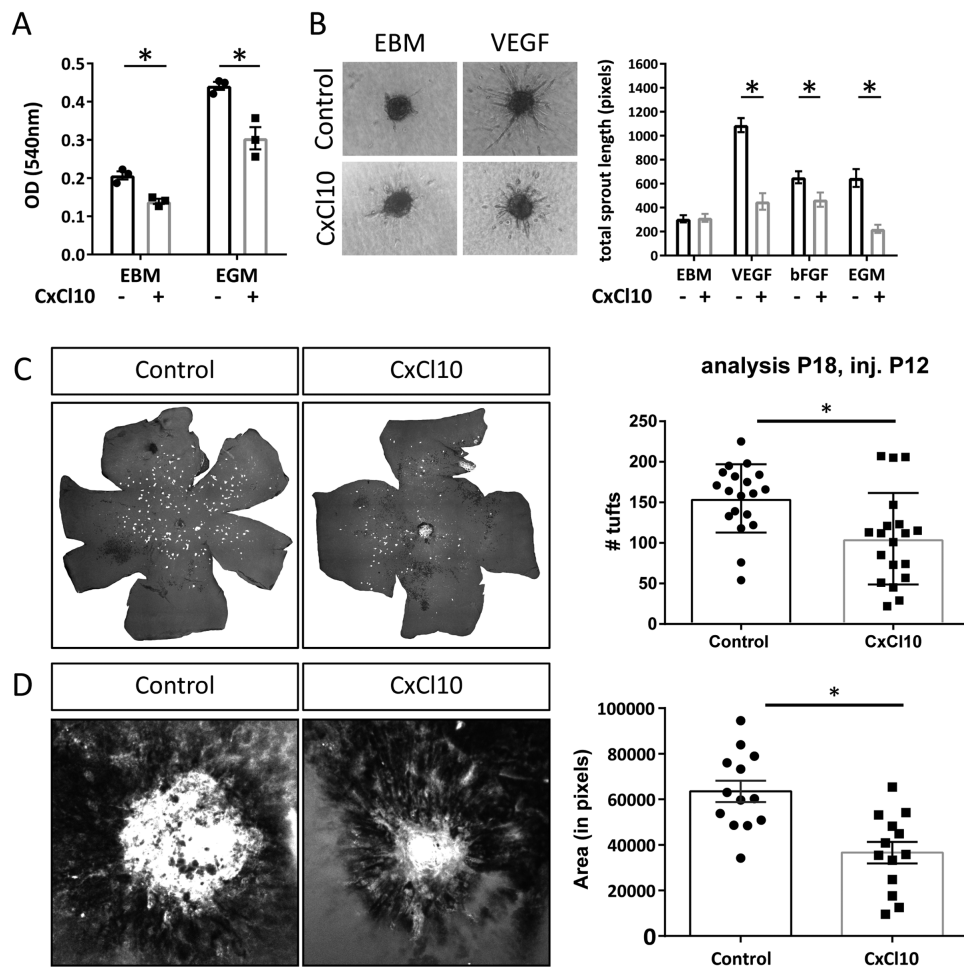 A
*
*
OD (540nm)
0.5
0.4
0.3
0.2
0.1
0.0
EBM
EGM
CxCl10
-
+
-
+
B
EBM
VEGF
Control
CxCl10
total sprout length (pixels)
1600
1400
1200
1000
800
600
400
200
0
*
*
*
EBM
VEGF
bFGF
EGM
CxCl10
-
+
-
+
-
+
-
+
C
Control
CxCl10
analysis P18, inj. P12
*
# tufts
250
200
150
100
50
0
Control
CxCl10
D
Control
CxCl10
*
Area (in pixels)
100000
80000
60000
40000
20000
0
Control
CxCl10